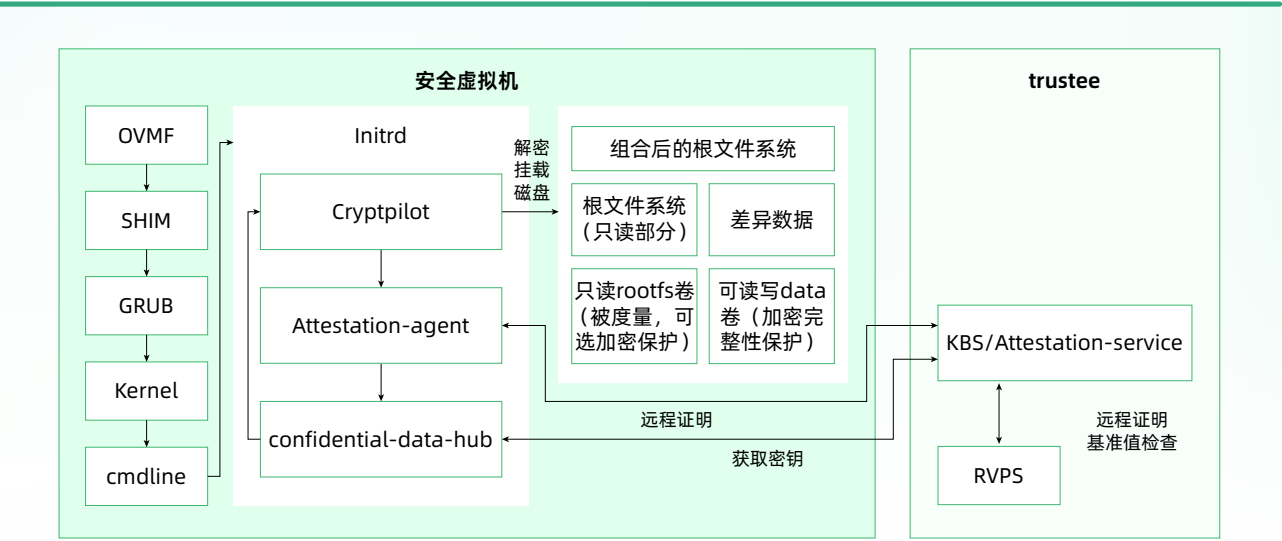 安全虚拟机
OVMF
SHIM
GRUB
Kernel
cmdline
Initrd
Cryptpilot
Attestation-agent
confidential-data-hub
解密
挂载
磁盘
组合后的根文件系统
根文件系统
（只读部分）
差异数据
只读rootfs卷
（被度量，可
选加密保护）
可读写data
卷（加密完
整性保护）
远程证明
获取密钥
trustee
KBS/Attestation-service
RVPS
远程证明
基准值检查